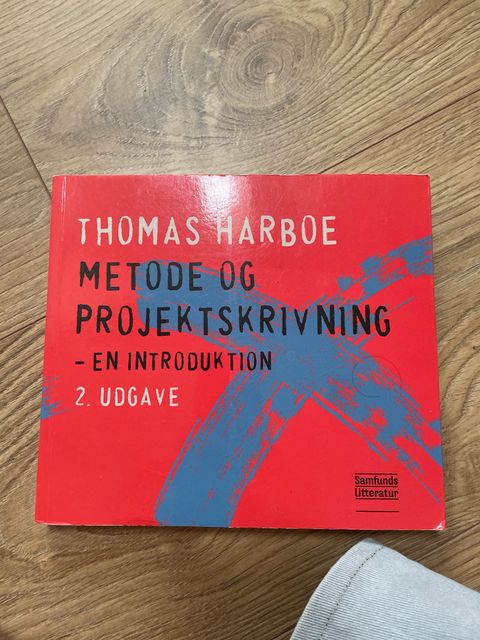 THOMAS HARBOE
METODE OG
PROJEKTSKRIVNING
- EN INTRODUKTION
2. UDGAVE
Samfunds
litteratur